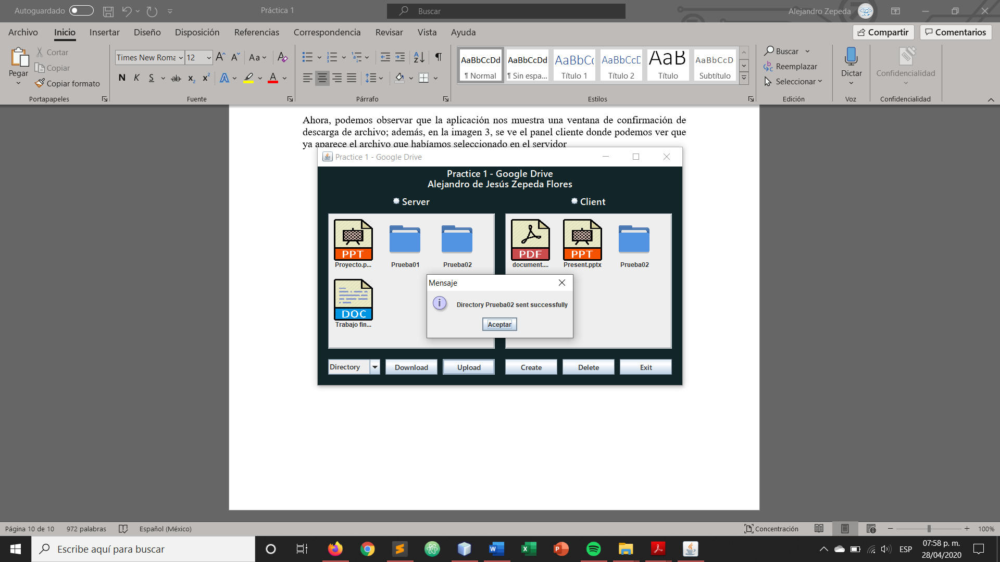 Autoguardado
Práctica 1
Buscar
Alejandro Zepeda
Archivo Inicio Insertar Diseño Disposición Referencias Correspondencia Revisar Vista Ayuda
Compartir
Comentarios
Pegar
Cortar
Copiar
Copiar formato
Portapapeles
Times New Roma 12
Aa
N K S ab x₂ x²
A A
Fuente
Párrafo
AaBbCcDd
¶ Normal
AaBbCcDd
¶ Sin espa...
AaBbCc
Título 1
AaBbCcD
Título 2
AaB
Título
AaBbCcD
Subtítulo
Estilos
Buscar
Reemplazar
Seleccionar
Edición
Dictar
Voz
Confidencialidad
Confidencialidad
Ahora, podemos observar que la aplicación nos muestra una ventana de confirmación de
descarga de archivo; además, en la imagen 3, se ve el panel cliente donde podemos ver que
ya aparece el archivo que habíamos seleccionado en el servidor
Practice 1 - Google Drive
Practice 1 - Google Drive
Alejandro de Jesús Zepeda Flores
Server
Client
PPT
Proyecto.p...
Prueba01
Prueba02
DOC
Trabajo fin...
PDF
document....
PPT
Present.pptx
Prueba02
Mensaje
Directory Prueba02 sent successfully
Aceptar
Directory
Download
Upload
Create
Delete
Exit
Página 10 de 10
972 palabras
Español (México)
Concentración
100%
Escribe aquí para buscar
ESP
07:58 p. m.
28/04/2020